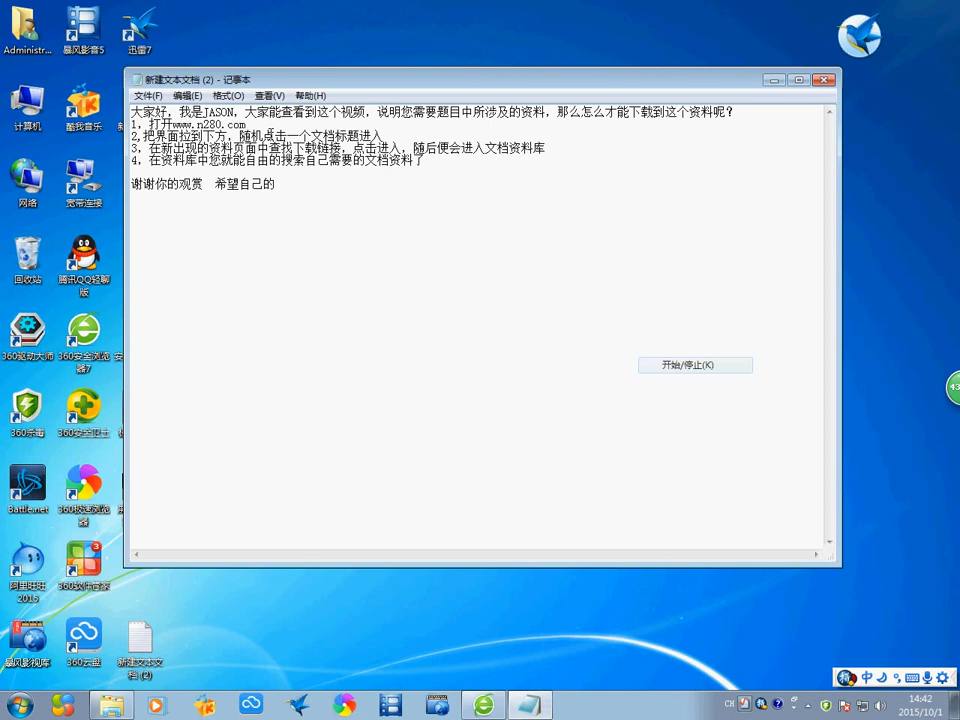 Administr...
暴风影音5
迅雷7
计算机
酷我音乐
网络
宽带连接
回收站
腾讯QQ轻聊版
360驱动大师
360安全浏览器7
360杀毒
360安全卫士
Battle.net
360极速浏览器
阿里旺旺2015
3
360软件管家
暴风影视库
360云盘
新建文本文档 (2)
新建文本文档 (2) - 记事本
文件(F) 编辑(E) 格式(O) 查看(V) 帮助(H)
大家好，我是JASON，大家能查看到这个视频，说明您需要题目中所涉及的资料，那么怎么才能下载到这个资料呢？
1，打开www.n280.com
2,把界面拉到下方，随机点击一个文档标题进入
3，在新出现的资料页面中查找下载链接，点击进入，随后便会进入文档资料库
4，在资料库中您就能自由的搜索自己需要的文档资料了
谢谢你的观赏 希望自己的
开始/停止(K)
43
中
CH
14:42
2015/10/1